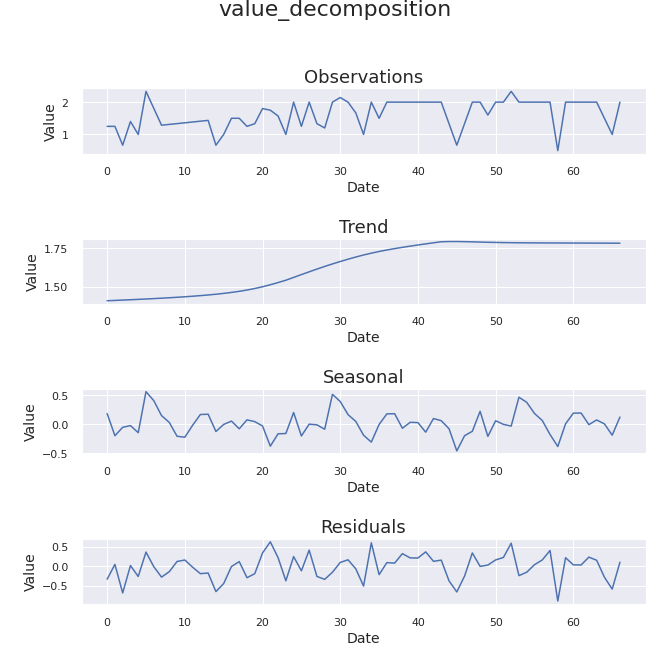 value_decomposition
Observations
Value
2
1
0 10 20 30 40 50 60
Date
Trend
Value
1.75
1.50
0 10 20 30 40 50 60
Date
Seasonal
Value
0.5
0.0
−0.5
0 10 20 30 40 50 60
Date
Residuals
Value
0.5
0.0
−0.5
0 10 20 30 40 50 60
Date